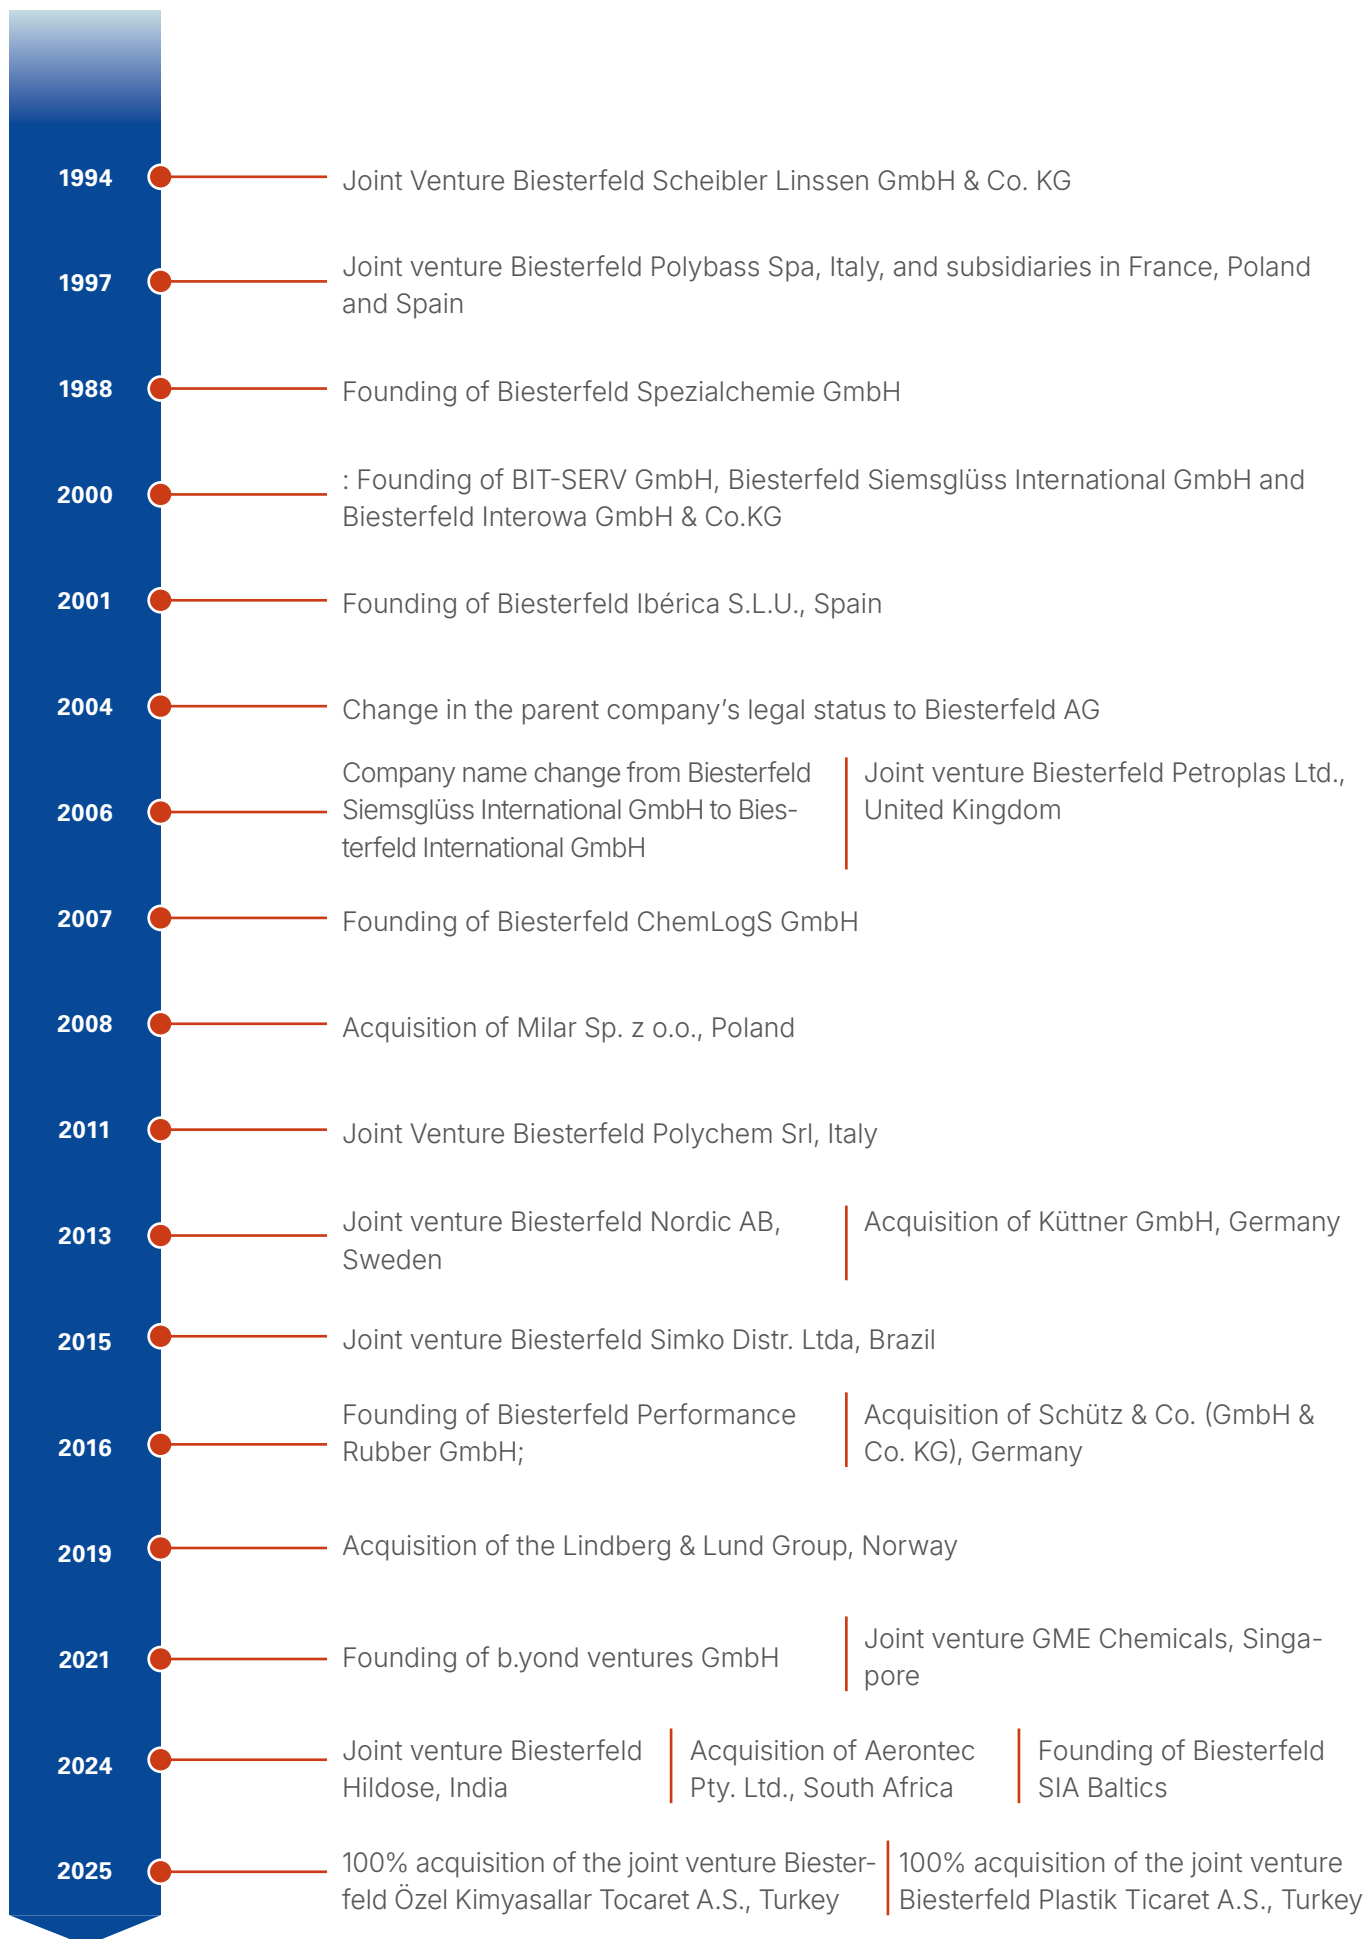 1994
Joint Venture Biesterfeld Scheibler Linssen GmbH & Co. KG
1997
Joint venture Biesterfeld Polybass Spa, Italy, and subsidiaries in France, Poland
and Spain
1988
Founding of Biesterfeld Spezialchemie GmbH
2000
: Founding of BIT-SERV GmbH, Biesterfeld Siemsglüss International GmbH and
Biesterfeld Interowa GmbH & Co.KG
2001
Founding of Biesterfeld Ibérica S.L.U., Spain
2004
Change in the parent company’s legal status to Biesterfeld AG
2006
Company name change from Biesterfeld
Siemsglüss International GmbH to Bies-
terfeld International GmbH
Joint venture Biesterfeld Petroplas Ltd.,
United Kingdom
2007
Founding of Biesterfeld ChemLogS GmbH
2008
Acquisition of Milar Sp. z o.o., Poland
2011
Joint Venture Biesterfeld Polychem Srl, Italy
2013
Joint venture Biesterfeld Nordic AB,
Sweden
Acquisition of Küttner GmbH, Germany
2015
Joint venture Biesterfeld Simko Distr. Ltda, Brazil
2016
Founding of Biesterfeld Performance
Rubber GmbH;
Acquisition of Schütz & Co. (GmbH &
Co. KG), Germany
2019
Acquisition of the Lindberg & Lund Group, Norway
2021
Founding of b.yond ventures GmbH
Joint venture GME Chemicals, Singa-
pore
2024
Joint venture Biesterfeld
Hildose, India
Acquisition of Aerontec
Pty. Ltd., South Africa
Founding of Biesterfeld
SIA Baltics
2025
100% acquisition of the joint venture Biester-
feld Özel Kimyasallar Tocaret A.S., Turkey
100% acquisition of the joint venture
Biesterfeld Plastik Ticaret A.S., Turkey